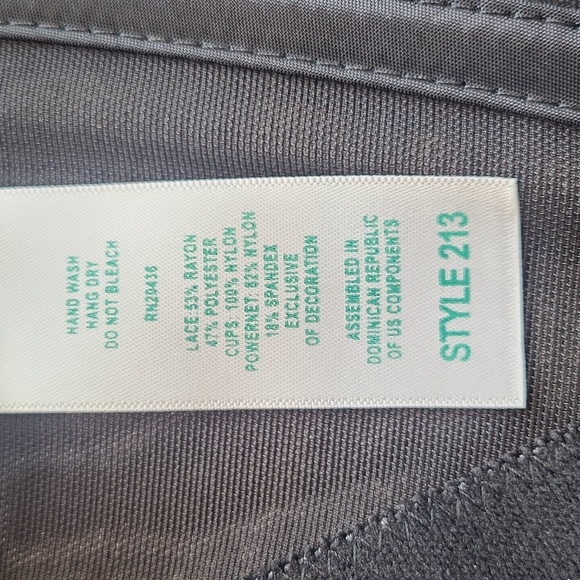 HAND WASH
HANG DRY
DO NOT BLEACH
RN20436
LACE: 53% RAYON
47% POLYESTER
CUPS: 100% NYLON
POWERNET: 82% NYLON
18% SPANDEX
EXCLUSIVE
OF DECORATION
ASSEMBLED IN
DOMINICAN REPUBLIC
OF US COMPONENTS
STYLE 213